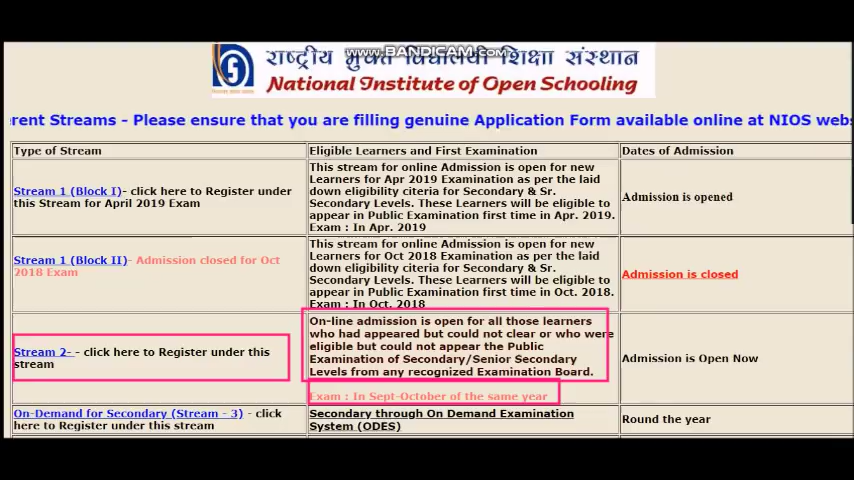 www.BANDICAM.com
राष्ट्रीय मुक्त विद्यालयी शिक्षा संस्थान
National Institute of Open Schooling
erent Streams - Please ensure that you are filling genuine Application Form available online at NIOS webs
Type of Stream
Eligible Learners and First Examination
Dates of Admission
Stream 1 (Block I)- click here to Register under
this Stream for April 2019 Exam
This stream for online Admission is open for new
Learners for Apr 2019 Examination as per the laid
down eligibility citeria for Secondary & Sr.
Secondary Levels. These Learners will be eligible to
appear in Public Examination first time in Apr. 2019.
Exam : In Apr. 2019
Admission is opened
Stream 1 (Block II)- Admission closed for Oct
2018 Exam
This stream for online Admission is open for new
Learners for Oct 2018 Examination as per the laid
down eligibility citeria for Secondary & Sr.
Secondary Levels. These Learners will be eligible to
appear in Public Examination first time in Oct. 2018.
Exam : In Oct. 2018
Admission is closed
Stream 2- - click here to Register under this
stream
On-line admission is open for all those learners
who had appeared but could not clear or who were
eligible but could not appear the Public
Examination of Secondary/Senior Secondary
Levels from any recognized Examination Board.
Exam : In Sept-October of the same year
Admission is Open Now
On-Demand for Secondary (Stream - 3) - click
here to Register under this stream
Secondary through On Demand Examination
System (ODES)
Round the year